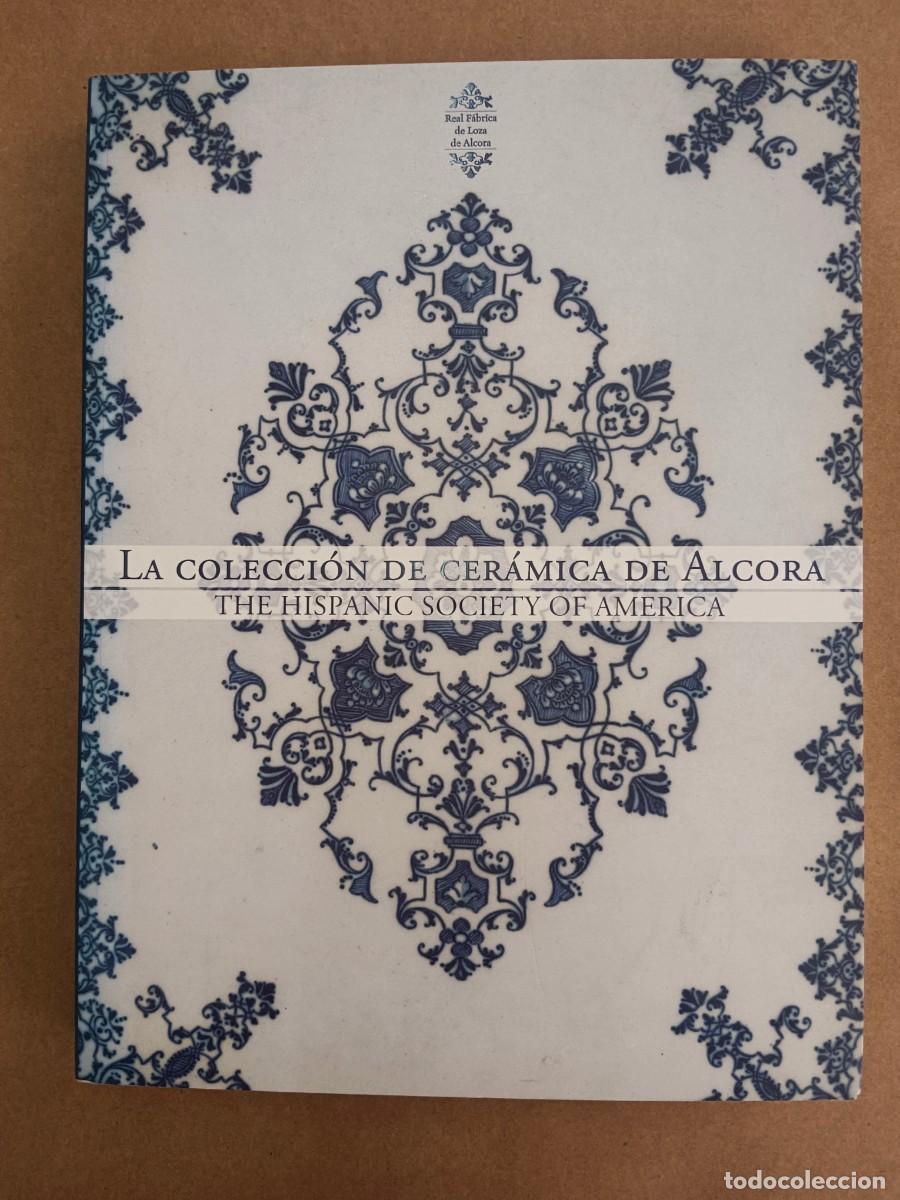 Real Fábrica
de Loza
de Alcora
La colección de cerámica de Alcora
THE HISPANIC SOCIETY OF AMERICA
todocoleccion